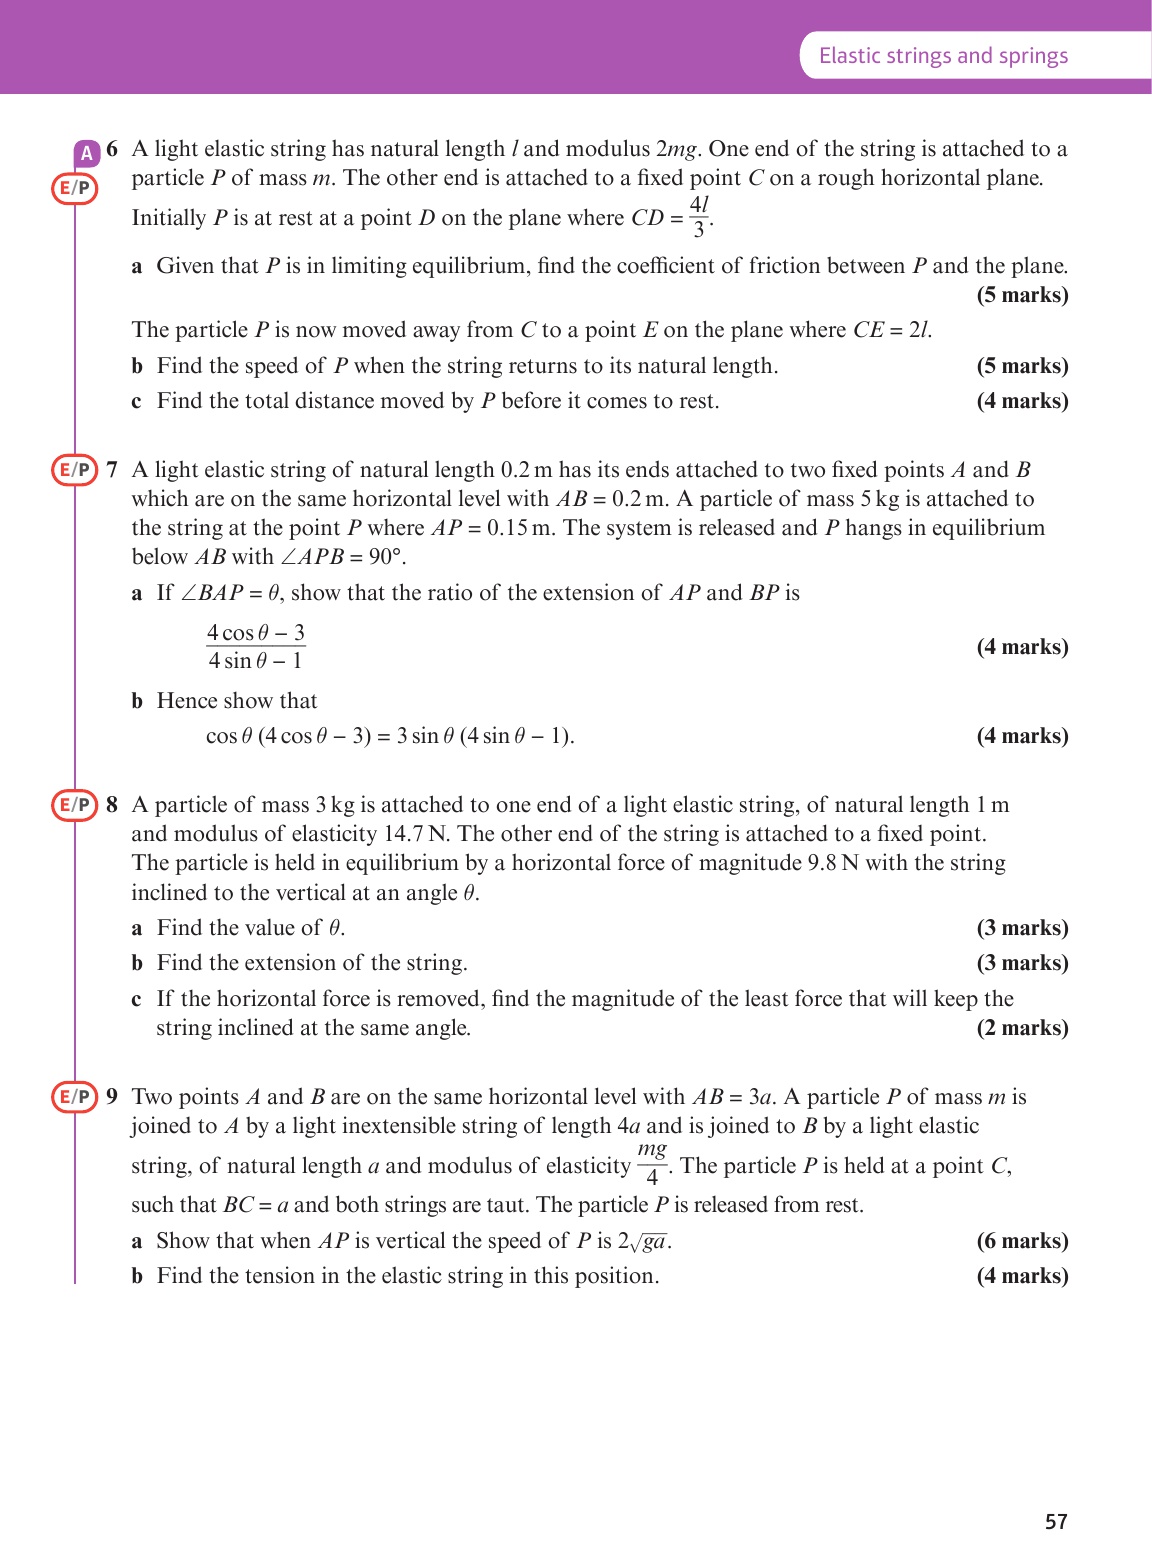 Elastic strings and springs
A 6 A light elastic string has natural length l and modulus 2mg. One end of the string is attached to a
E/P particle P of mass m. The other end is attached to a fixed point C on a rough horizontal plane.
Initially P is at rest at a point D on the plane where CD = 4l/3.
a Given that P is in limiting equilibrium, find the coefficient of friction between P and the plane.
(5 marks)
The particle P is now moved away from C to a point E on the plane where CE = 2l.
b Find the speed of P when the string returns to its natural length. (5 marks)
c Find the total distance moved by P before it comes to rest. (4 marks)
E/P 7 A light elastic string of natural length 0.2 m has its ends attached to two fixed points A and B
which are on the same horizontal level with AB = 0.2 m. A particle of mass 5 kg is attached to
the string at the point P where AP = 0.15 m. The system is released and P hangs in equilibrium
below AB with ∠APB = 90°.
a If ∠BAP = θ, show that the ratio of the extension of AP and BP is
4 cos θ − 3
4 sin θ − 1
(4 marks)
b Hence show that
cos θ (4 cos θ − 3) = 3 sin θ (4 sin θ − 1). (4 marks)
E/P 8 A particle of mass 3 kg is attached to one end of a light elastic string, of natural length 1 m
and modulus of elasticity 14.7 N. The other end of the string is attached to a fixed point.
The particle is held in equilibrium by a horizontal force of magnitude 9.8 N with the string
inclined to the vertical at an angle θ.
a Find the value of θ. (3 marks)
b Find the extension of the string. (3 marks)
c If the horizontal force is removed, find the magnitude of the least force that will keep the
string inclined at the same angle. (2 marks)
E/P 9 Two points A and B are on the same horizontal level with AB = 3a. A particle P of mass m is
joined to A by a light inextensible string of length 4a and is joined to B by a light elastic
string, of natural length a and modulus of elasticity mg/4. The particle P is held at a point C,
such that BC = a and both strings are taut. The particle P is released from rest.
a Show that when AP is vertical the speed of P is 2√ga. (6 marks)
b Find the tension in the elastic string in this position. (4 marks)
57